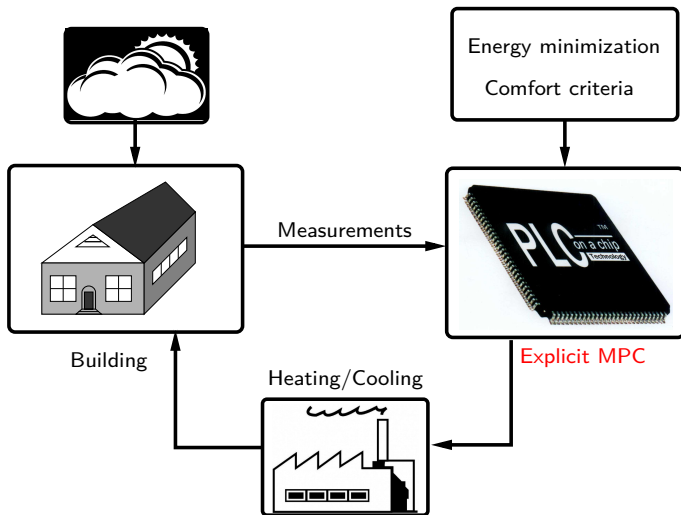 Energy minimization
Comfort criteria
Measurements
PLC
TM
on a chip
Technology
Building
Explicit MPC
Heating/Cooling